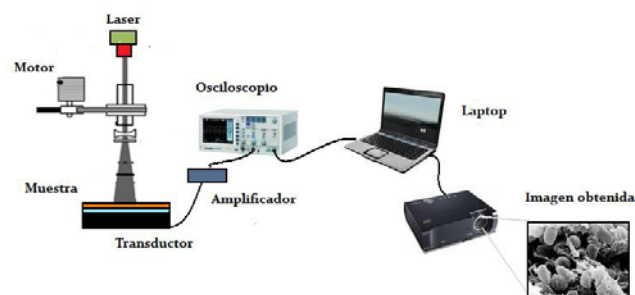 Laser
Motor
Osciloscopio
Laptop
Muestra
Amplificador
Imagen obtenida
Transductor